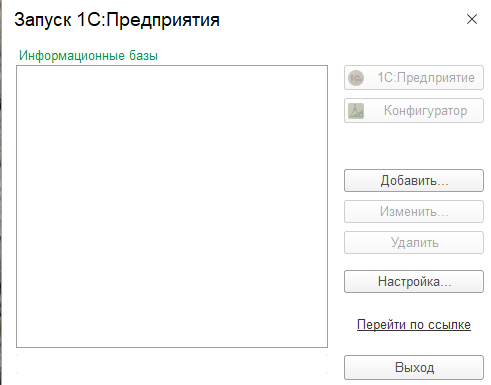 Запуск 1С:Предприятия
Информационные базы
1С:Предприятие
Конфигуратор
Добавить...
Изменить...
Удалить
Настройка...
Перейти по ссылке
Выход